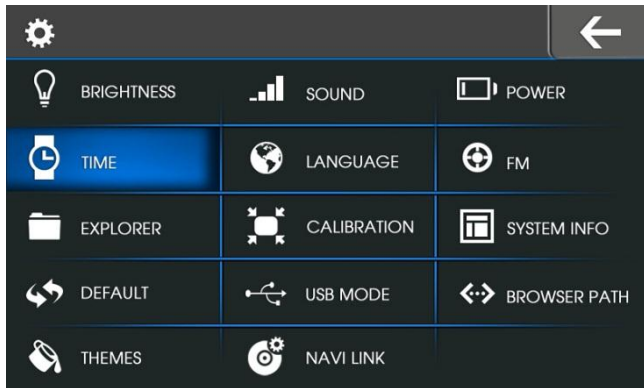 BRIGHTNESS
SOUND
POWER
TIME
LANGUAGE
FM
EXPLORER
CALIBRATION
SYSTEM INFO
DEFAULT
USB MODE
BROWSER PATH
THEMES
NAVI LINK